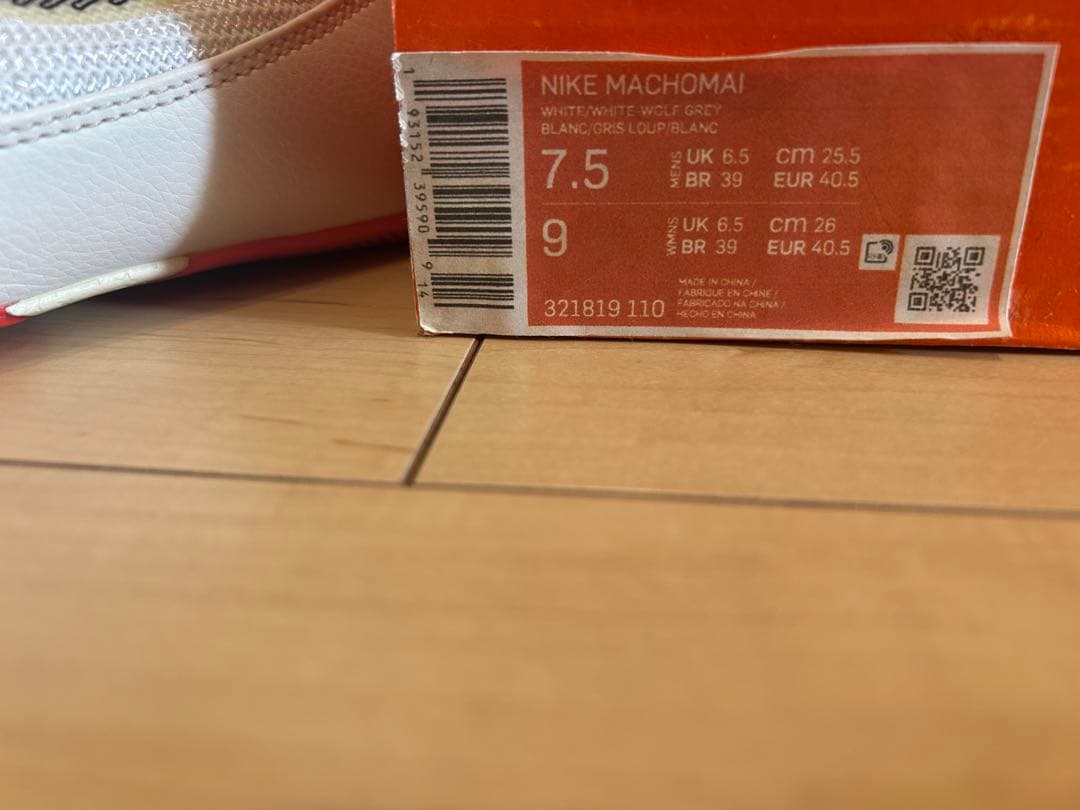 NIKE MACHOMAI
WHITE/WHITE-WOLF GREY
BLANC/GRIS LOUP/BLANC
7.5 MENS UK 6.5 cm 25.5
BR 39 EUR 40.5
9 WMNS UK 6.5 cm 26
BR 39 EUR 40.5
321819 110
MADE IN CHINA /
FABRIQUÉ EN CHINE /
FABRICADO NA CHINA /
HECHO EN CHINA
1 93152 39590 9 14